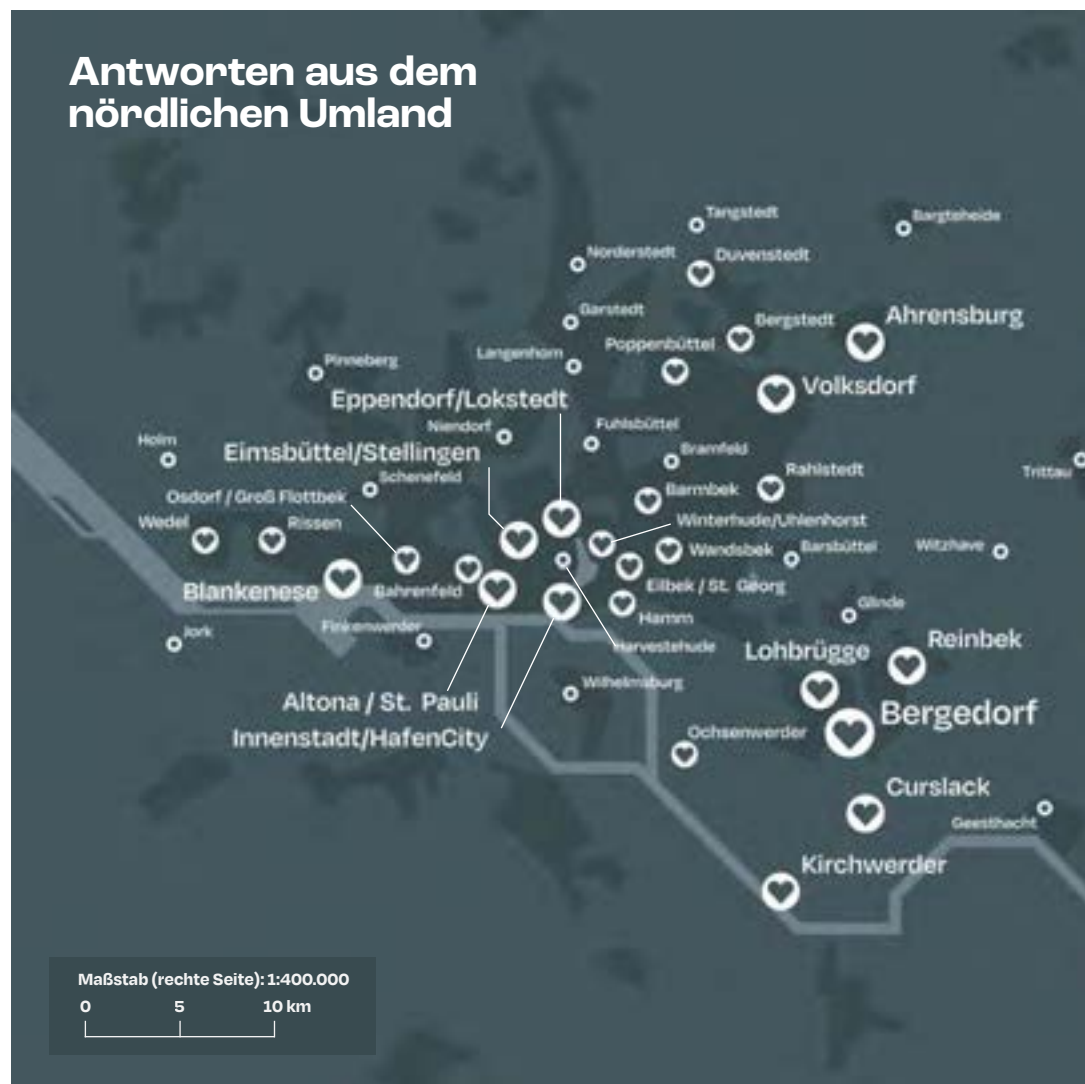 Antworten aus dem
nördlichen Umland
Tangstedt
Bargteheide
Norderstedt
Duvenstedt
Garstedt
Ahrensburg
Bergstedt
Poppenbüttel
Langenhorn
Pinneberg
Volksdorf
Eppendorf/Lokstedt
Niendorf
Fuhlsbüttel
Holm
Eimsbüttel/Stellingen
Bramfeld
Schenefeld
Rahlstedt
Trittau
Osdorf / Groß Flottbek
Barmbek
Wedel
Rissen
Winterhude/Uhlenhorst
Wandsbek
Barsbüttel
Witzhave
Blankenese
Bahrenfeld
Eilbek / St. Georg
Glinde
Hamm
Jork
Finkenwerder
Harvestehude
Lohbrügge
Reinbek
Wilhelmsburg
Altona / St. Pauli
Bergedorf
Innenstadt/HafenCity
Ochsenwerder
Curslack
Geesthacht
Kirchwerder
Maßstab (rechte Seite): 1:400.000
0 5 10 km